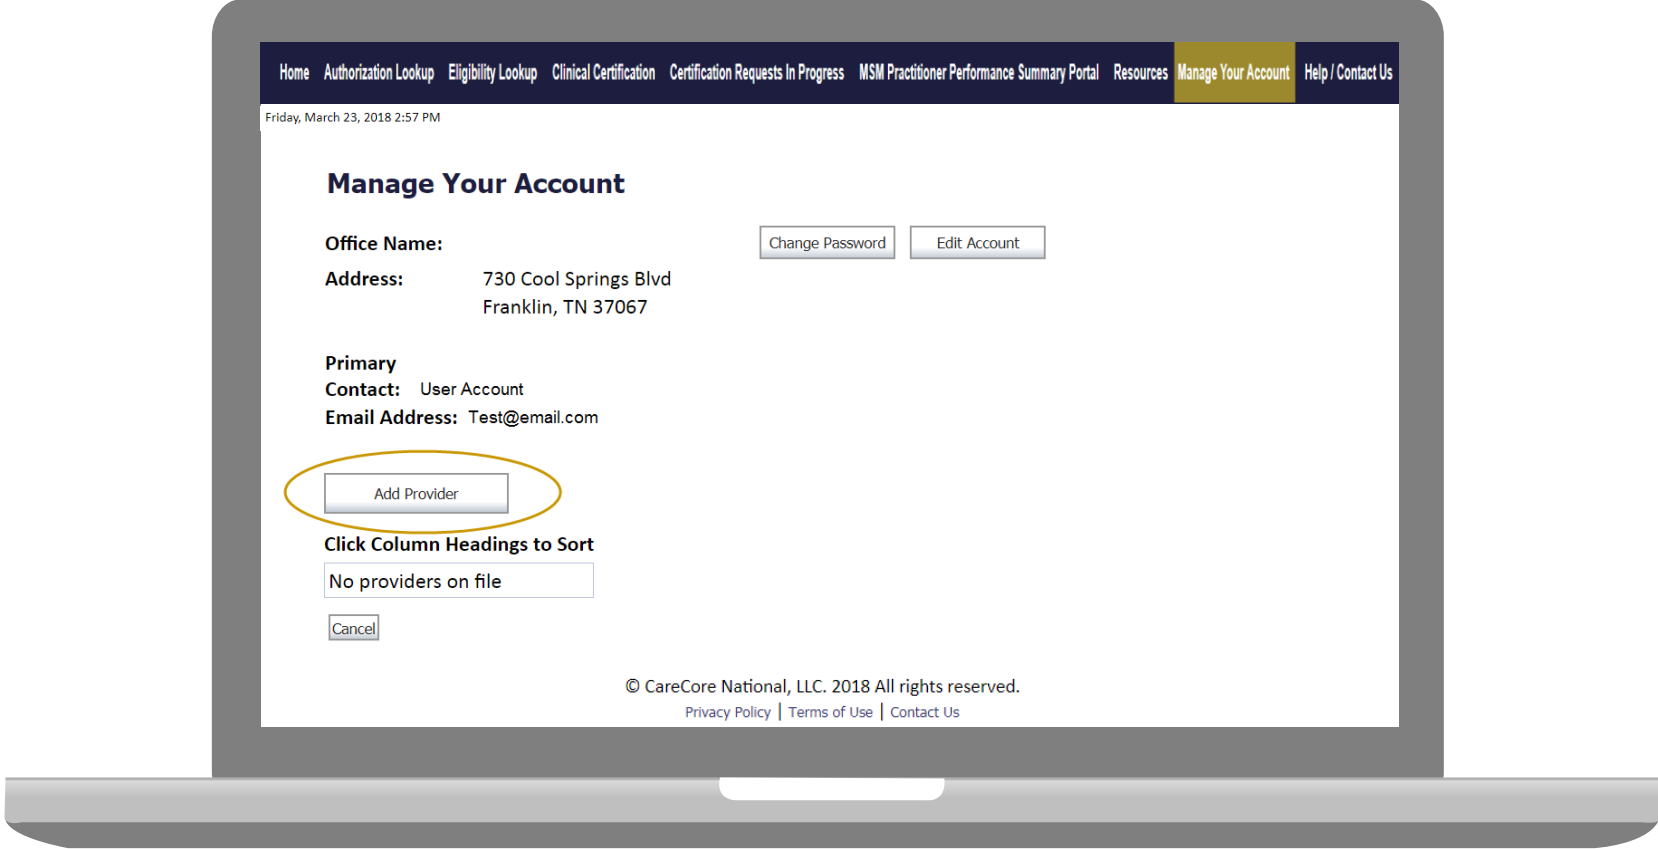 Home Authorization Lookup Eligibility Lookup Clinical Certification Certification Requests In Progress MSM Practitioner Performance Summary Portal Resources Manage Your Account Help / Contact Us
Friday, March 23, 2018 2:57 PM
Manage Your Account
Office Name: Change Password Edit Account
Address: 730 Cool Springs Blvd
Franklin, TN 37067
Primary
Contact: User Account
Email Address: Test@email.com
Add Provider
Click Column Headings to Sort
No providers on file
Cancel
© CareCore National, LLC. 2018 All rights reserved.
Privacy Policy | Terms of Use | Contact Us